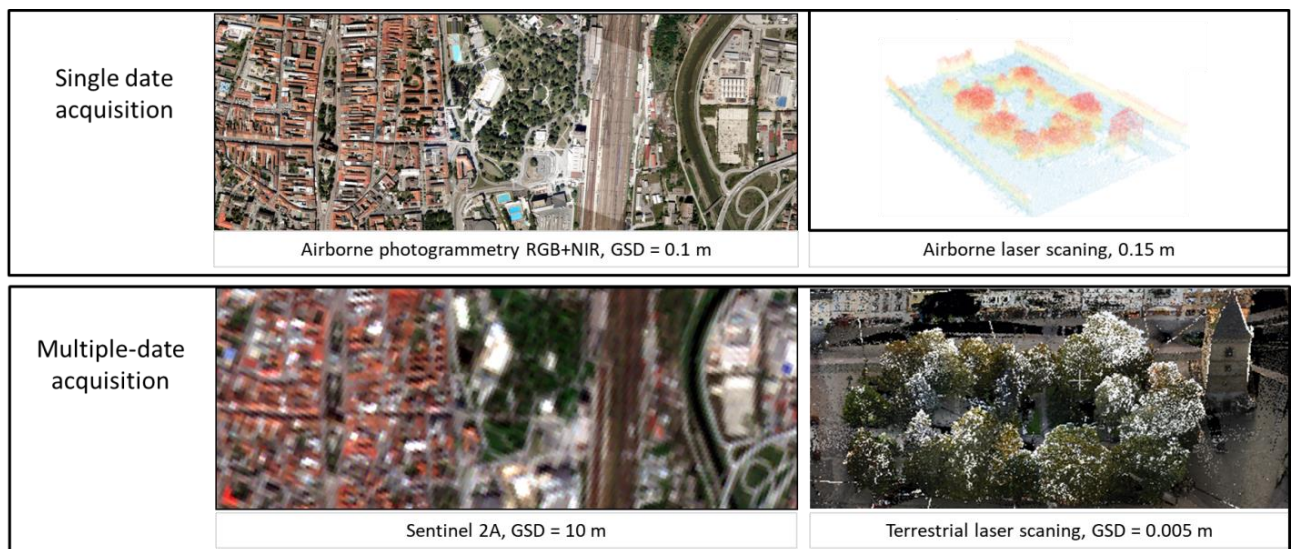 Single date
acquisition
Airborne photogrammetry RGB+NIR, GSD = 0.1 m
Airborne laser scaning, 0.15 m
Multiple-date
acquisition
Sentinel 2A, GSD = 10 m
Terrestrial laser scaning, GSD = 0.005 m